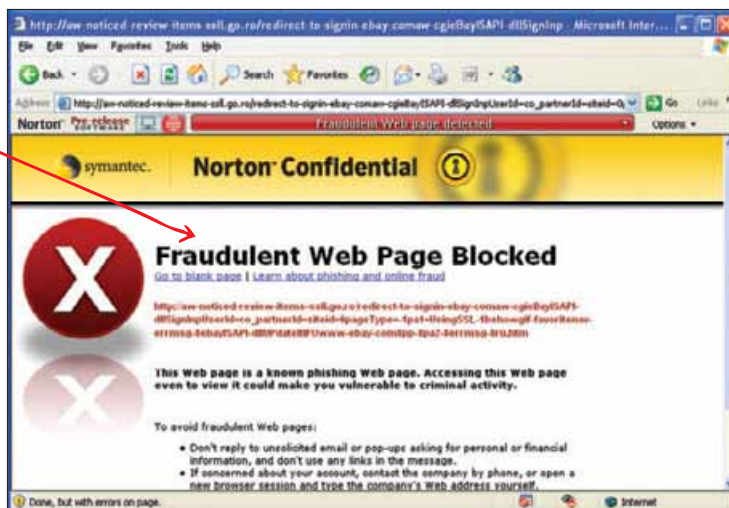 http://aw-noticed-review-items-sell.go.ro/redirect-to-signin-ebay-comaw-cgieBayISAPI-dllSignInp - Microsoft Inter...
File Edit View Favorites Tools Help
Back Search Favorites
Address http://aw-noticed-review-items-sell.go.ro/redirect-to-signin-ebay-comaw-cgieBayISAPI-dllSignInpUserId=co_partnerId=siteid=0 Go Links
Norton Pre.release SOFTWARE Fraudulent Web page detected Options
symantec. Norton Confidential
X
Fraudulent Web Page Blocked
Go to blank page | Learn about phishing and online fraud
This Web page is a known phishing Web page. Accessing this Web page
even to view it could make you vulnerable to criminal activity.
To avoid fraudulent Web pages:
• Don't reply to unsolicited email or pop-ups asking for personal or financial
information, and don't use any links in the message.
• If concerned about your account, contact the company by phone, or open a
new browser session and type the company's Web address yourself.
Done, but with errors on page. Internet